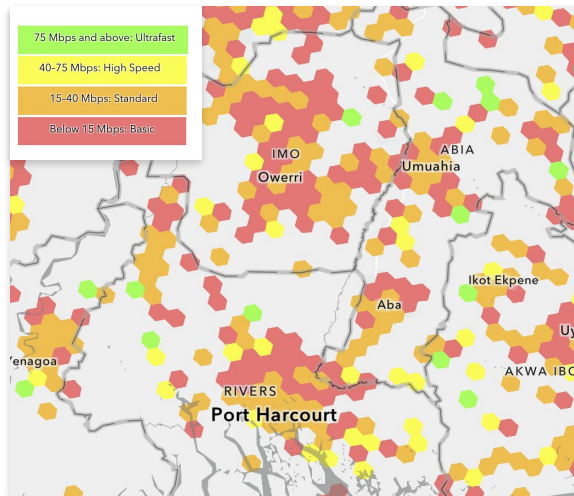 75 Mbps and above: Ultrafast
40-75 Mbps: High Speed
15-40 Mbps: Standard
Below 15 Mbps: Basic
IMO
Owerri
ABIA
Umuahia
Ikot Ekpene
Aba
Uy
Yenagoa
AKWA IBO
RIVERS
Port Harcourt